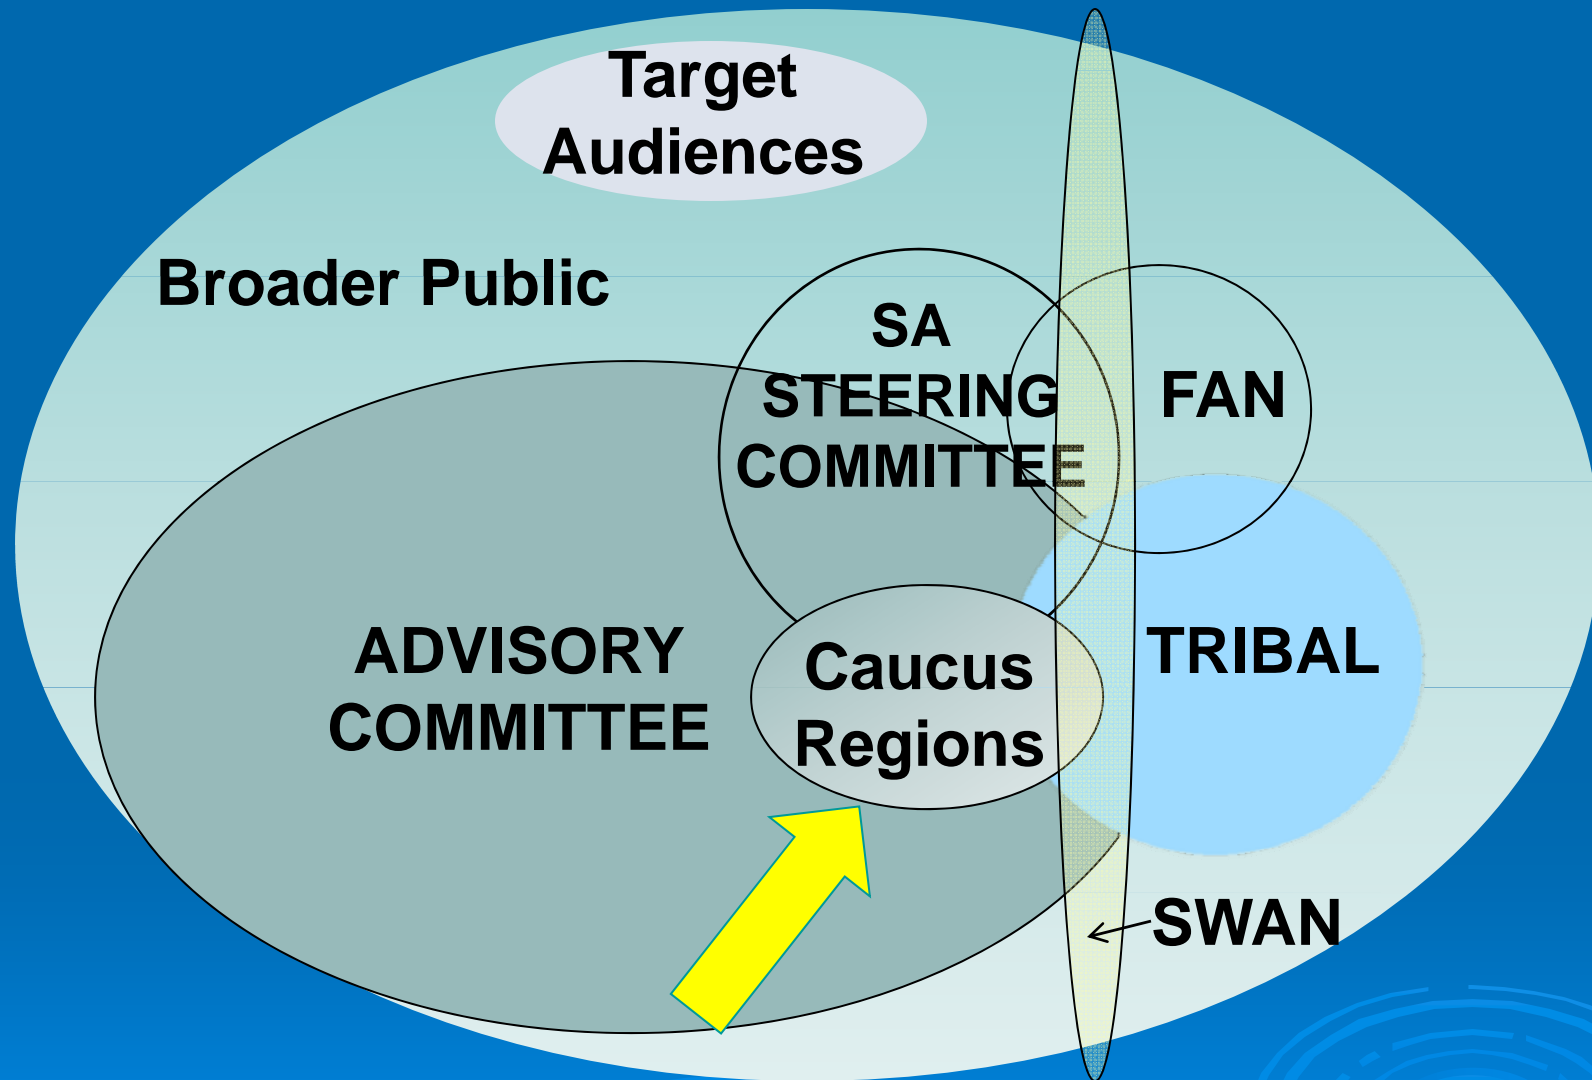 Target
Audiences
Broader Public
SA
STEERING
COMMITTEE
FAN
ADVISORY
COMMITTEE
Caucus
Regions
TRIBAL
SWAN